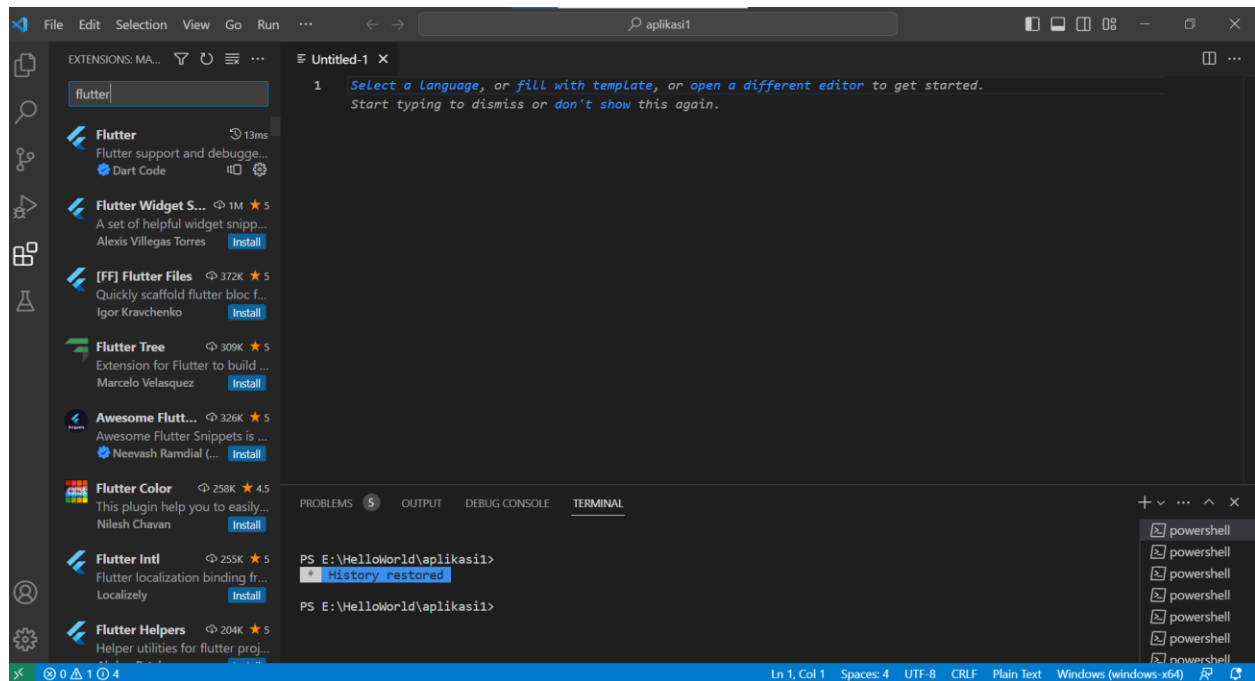 File Edit Selection View Go Run ... aplikasi1
EXTENSIONS: MA...
flutter
Flutter 13ms
Flutter support and debugge...
Dart Code
Flutter Widget S... 1M ★ 5
A set of helpful widget snipp...
Alexis Villegas Torres Install
[FF] Flutter Files 372K ★ 5
Quickly scaffold flutter bloc f...
Igor Kravchenko Install
Flutter Tree 309K ★ 5
Extension for Flutter to build ...
Marcelo Velasquez Install
Awesome Flutt... 326K ★ 5
Awesome Flutter Snippets is ...
Neevash Ramdial (... Install
Flutter Color 258K ★ 4.5
This plugin help you to easily...
Nilesh Chavan Install
Flutter Intl 255K ★ 5
Flutter localization binding fr...
Localizely Install
Flutter Helpers 204K ★ 5
Helper utilities for flutter proj...
Untitled-1
1 Select a language, or fill with template, or open a different editor to get started.
Start typing to dismiss or don't show this again.
PROBLEMS 5 OUTPUT DEBUG CONSOLE TERMINAL
PS E:\HelloWorld\aplikasi1>
* History restored
PS E:\HelloWorld\aplikasi1>
powershell
powershell
powershell
powershell
powershell
powershell
powershell
0 1 4 Ln 1, Col 1 Spaces: 4 UTF-8 CRLF Plain Text Windows (windows-x64)